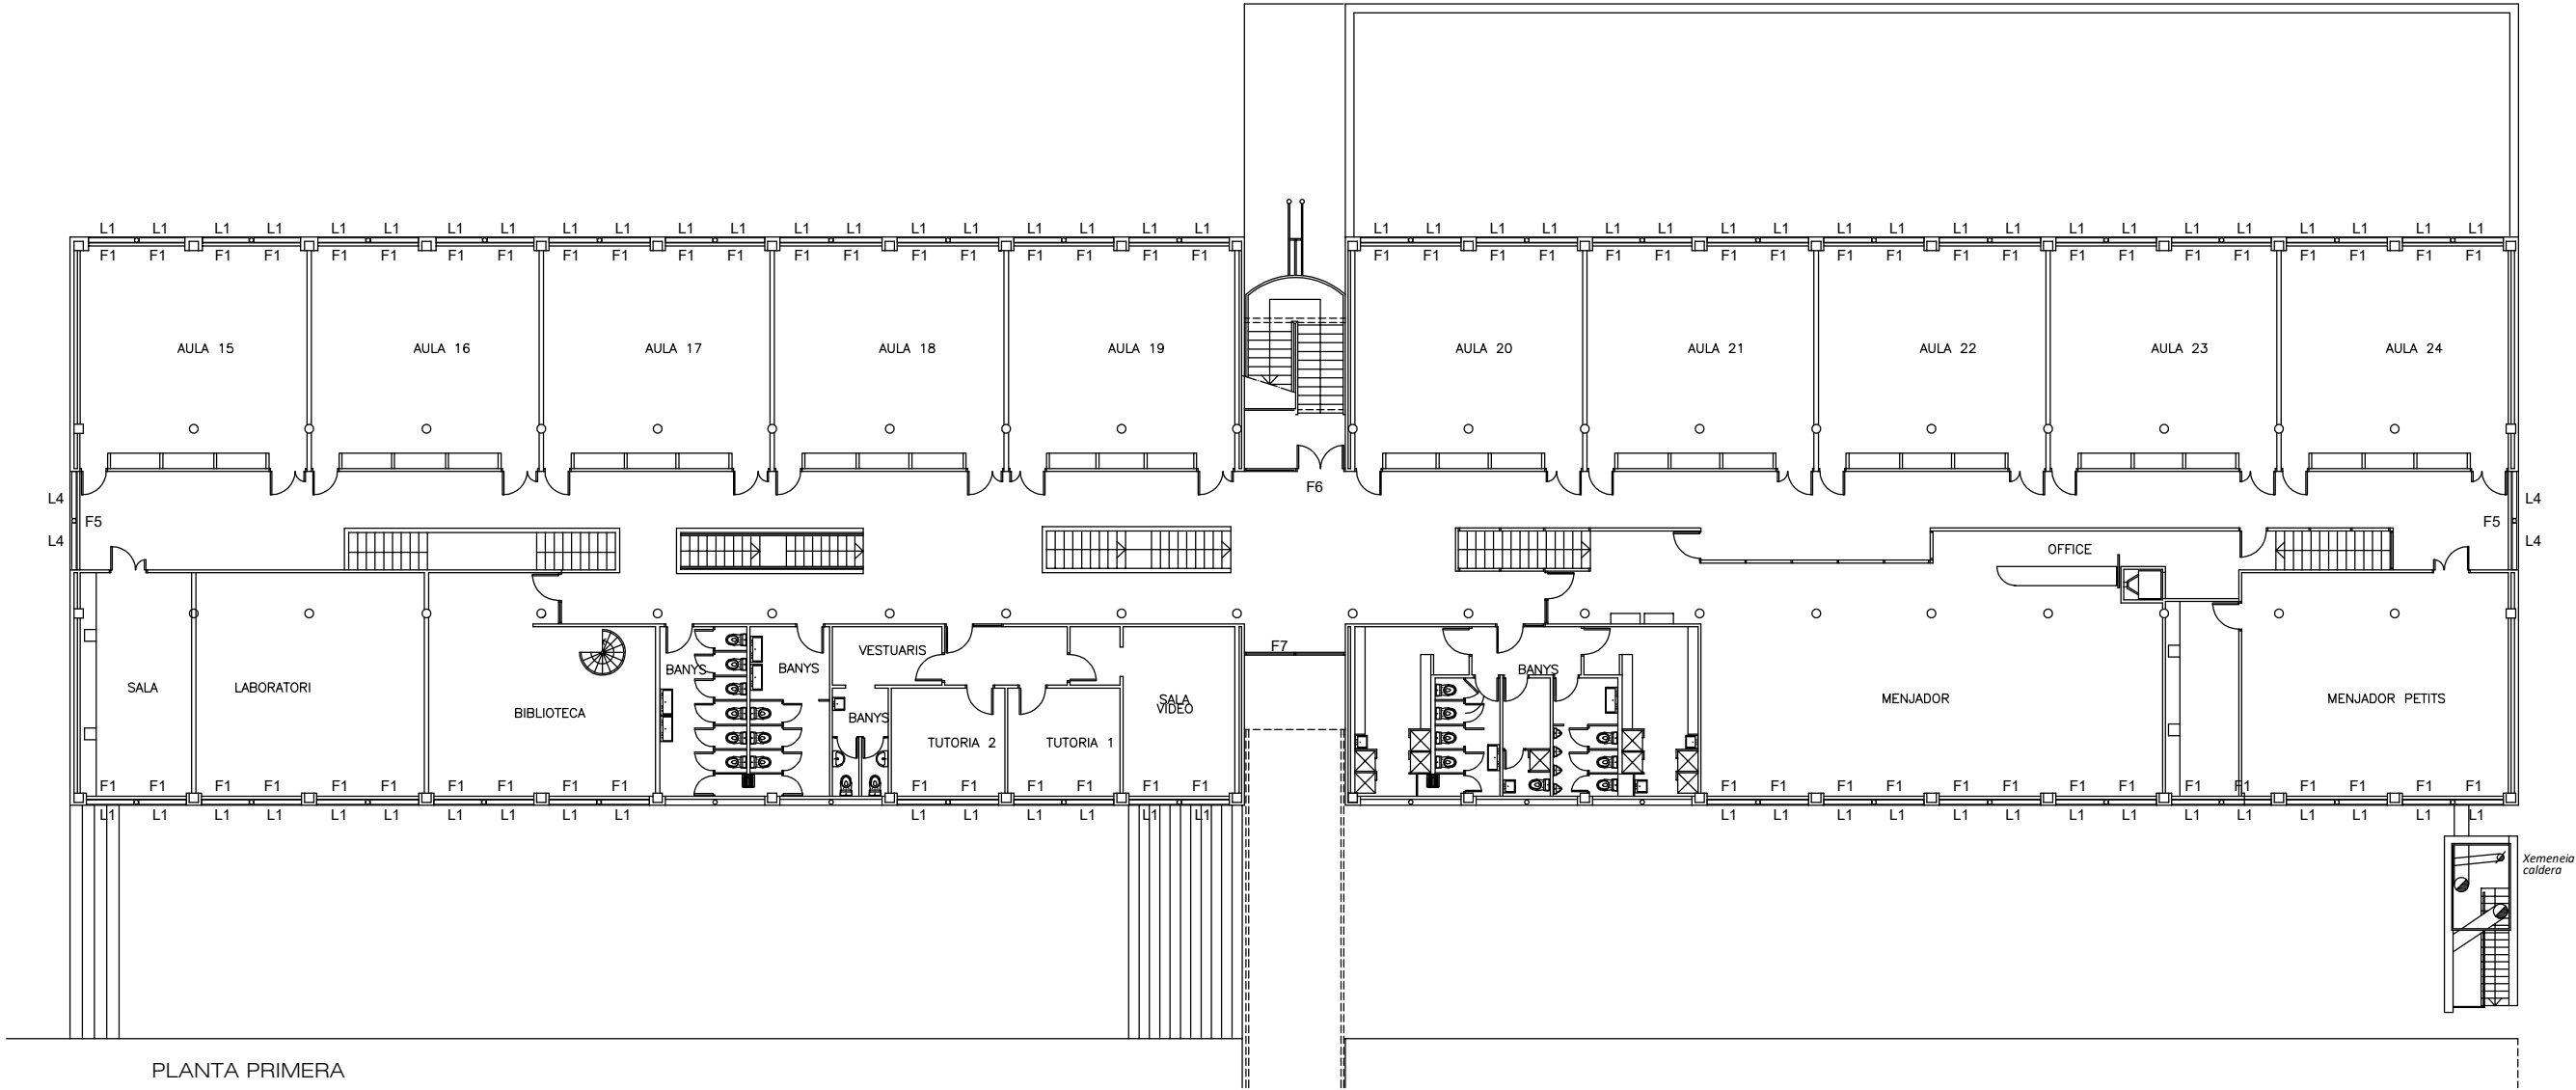 L1 L1 L1 L1 L1 L1 L1 L1 L1 L1 L1 L1 L1 L1 L1 L1 L1 L1 L1 L1 L1 L1 L1 L1 L1 L1 L1 L1 L1 L1 L1 L1 L1 L1 L1 L1 L1 L1 L1 L1
F1 F1 F1 F1 F1 F1 F1 F1 F1 F1 F1 F1 F1 F1 F1 F1 F1 F1 F1 F1 F1 F1 F1 F1 F1 F1 F1 F1 F1 F1 F1 F1 F1 F1 F1 F1 F1 F1 F1 F1
AULA 15
AULA 16
AULA 17
AULA 18
AULA 19
AULA 20
AULA 21
AULA 22
AULA 23
AULA 24
F6
L4
L4
F5
F5
L4
L4
OFFICE
F7
VESTUARIS
BANYS
BANYS
BANYS
SALA
LABORATORI
BIBLIOTECA
BANYS
SALA
VIDEO
MENJADOR
MENJADOR PETITS
TUTORIA 2
TUTORIA 1
F1 F1 F1 F1 F1 F1 F1 F1 F1 F1 F1 F1 F1 F1 F1 F1 F1 F1 F1 F1 F1 F1 F1 F1 F1 F1 F1 F1 F1 F1
L1 L1 L1 L1 L1 L1 L1 L1 L1 L1 L1 L1 L1 L1 L1 L1 L1 L1 L1 L1 L1 L1 L1 L1 L1 L1 L1 L1 L1 L1
Xemeneia
caldera
PLANTA PRIMERA